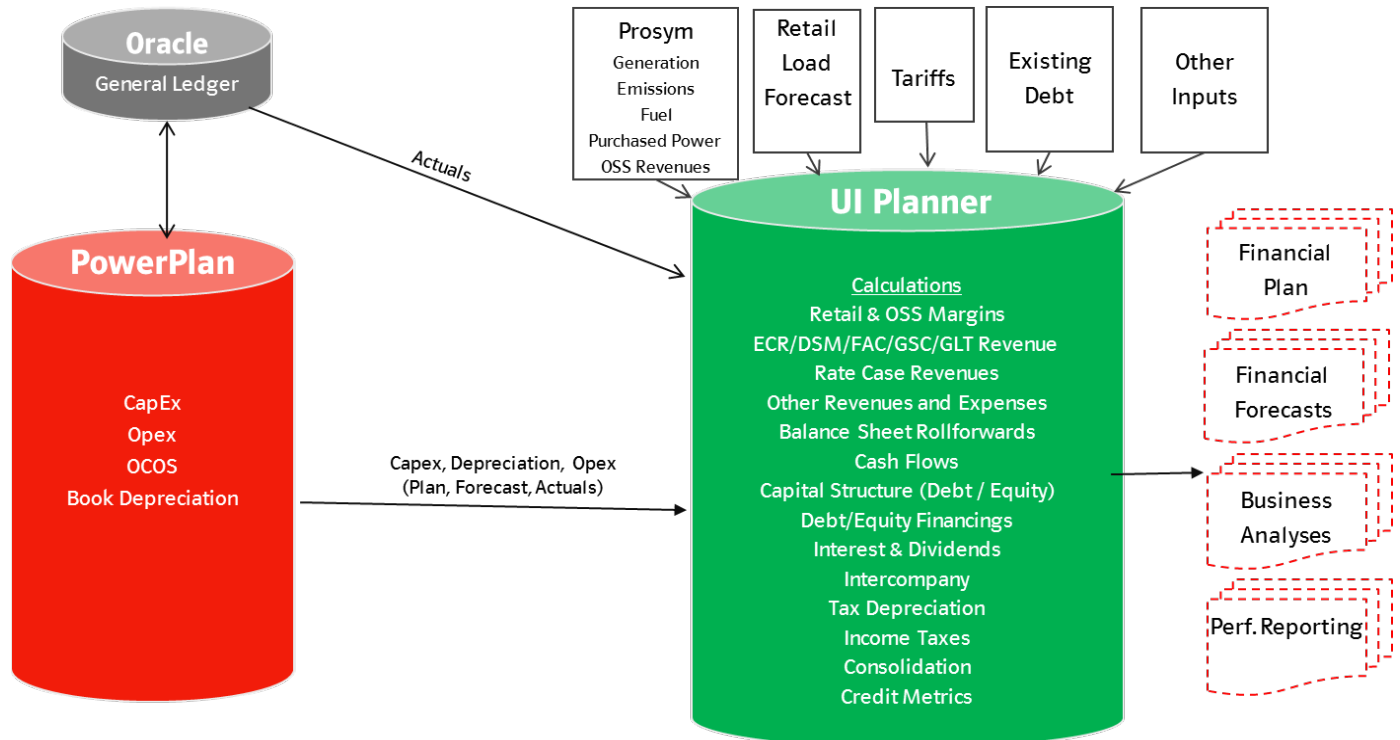 Oracle
General Ledger
Prosym
Generation
Emissions
Fuel
Purchased Power
OSS Revenues
Retail
Load
Forecast
Tariffs
Existing
Debt
Other
Inputs
Actuals
PowerPlan
CapEx
Opex
OCOS
Book Depreciation
Capex, Depreciation, Opex
(Plan, Forecast, Actuals)
UI Planner
Calculations
Retail & OSS Margins
ECR/DSM/FAC/GSC/GLT Revenue
Rate Case Revenues
Other Revenues and Expenses
Balance Sheet Rollforwards
Cash Flows
Capital Structure (Debt / Equity)
Debt/Equity Financings
Interest & Dividends
Intercompany
Tax Depreciation
Income Taxes
Consolidation
Credit Metrics
Financial
Plan
Financial
Forecasts
Business
Analyses
Perf. Reporting